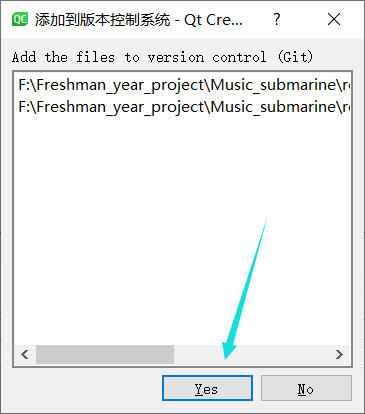 QC 添加到版本控制系统 - Qt Cre... ?
Add the files to version control (Git)
F:\Freshman_year_project\Music_submarine\r
F:\Freshman_year_project\Music_submarine\r
Yes No